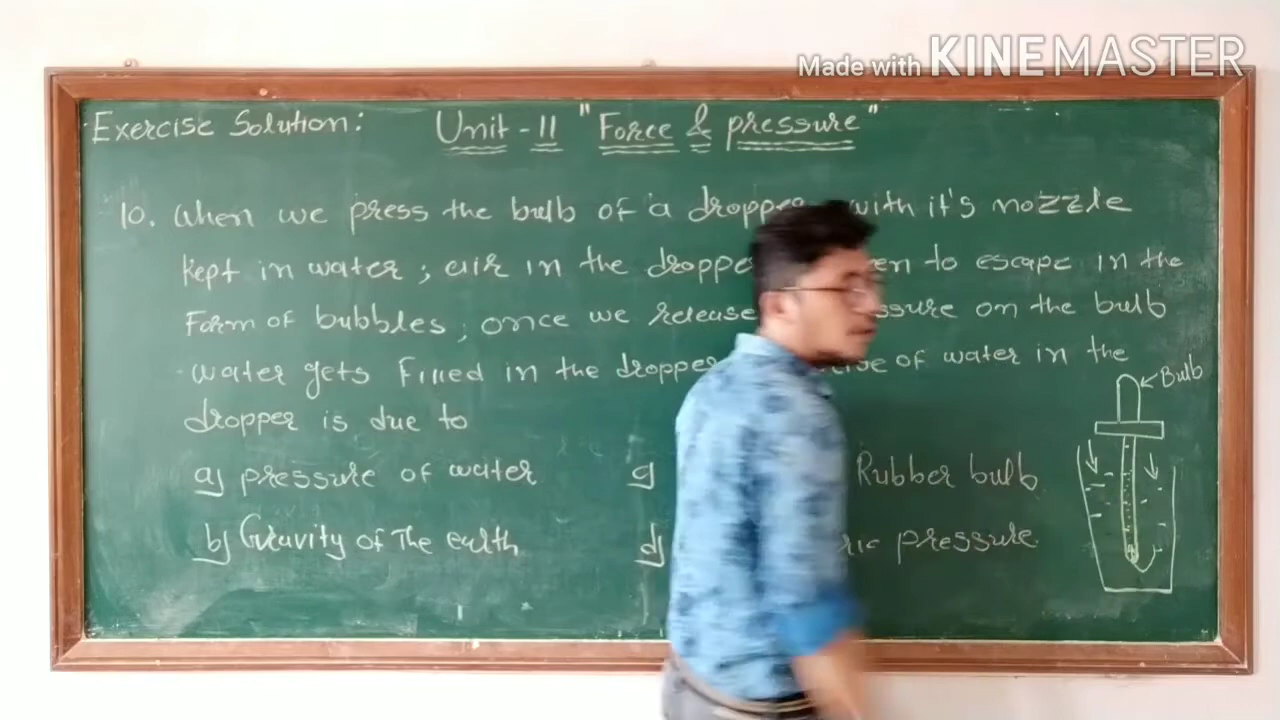 Made with KINEMASTER
Exercise Solution: Unit-II "Force & pressure"
10. When we press the bulb of a dropper with it's nozzle
kept in water; air in the to escape in the
Form of bubbles; once we release on the bulb
water gets Filled in the dropper of water in the
dropper is due to
Bulb
a) pressure of water c) Rubber bulb
b) Gravity of The earth d) pressure